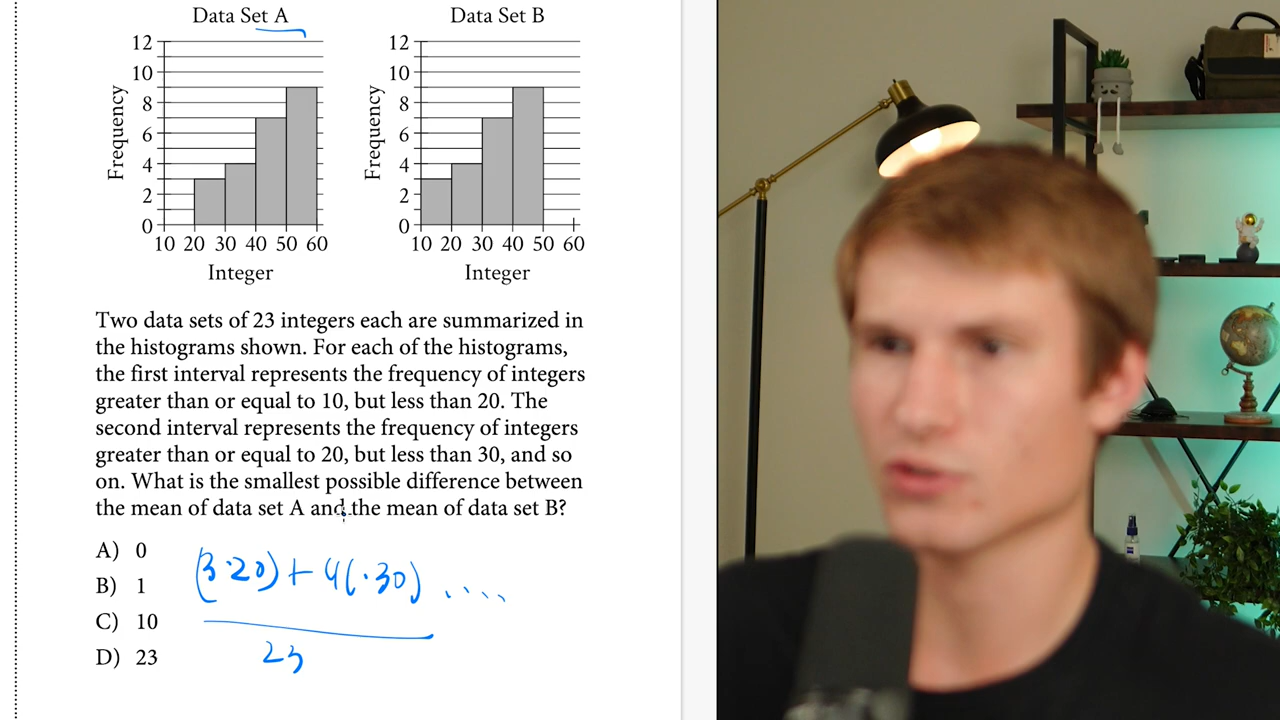 Data Set A
12
10
8
6
4
2
0
Frequency
10 20 30 40 50 60
Integer
Data Set B
12
10
8
6
4
2
0
Frequency
10 20 30 40 50 60
Integer
Two data sets of 23 integers each are summarized in
the histograms shown. For each of the histograms,
the first interval represents the frequency of integers
greater than or equal to 10, but less than 20. The
second interval represents the frequency of integers
greater than or equal to 20, but less than 30, and so
on. What is the smallest possible difference between
the mean of data set A and the mean of data set B?
A) 0
B) 1
C) 10
D) 23
(3·20) + 4(·30) ....
23